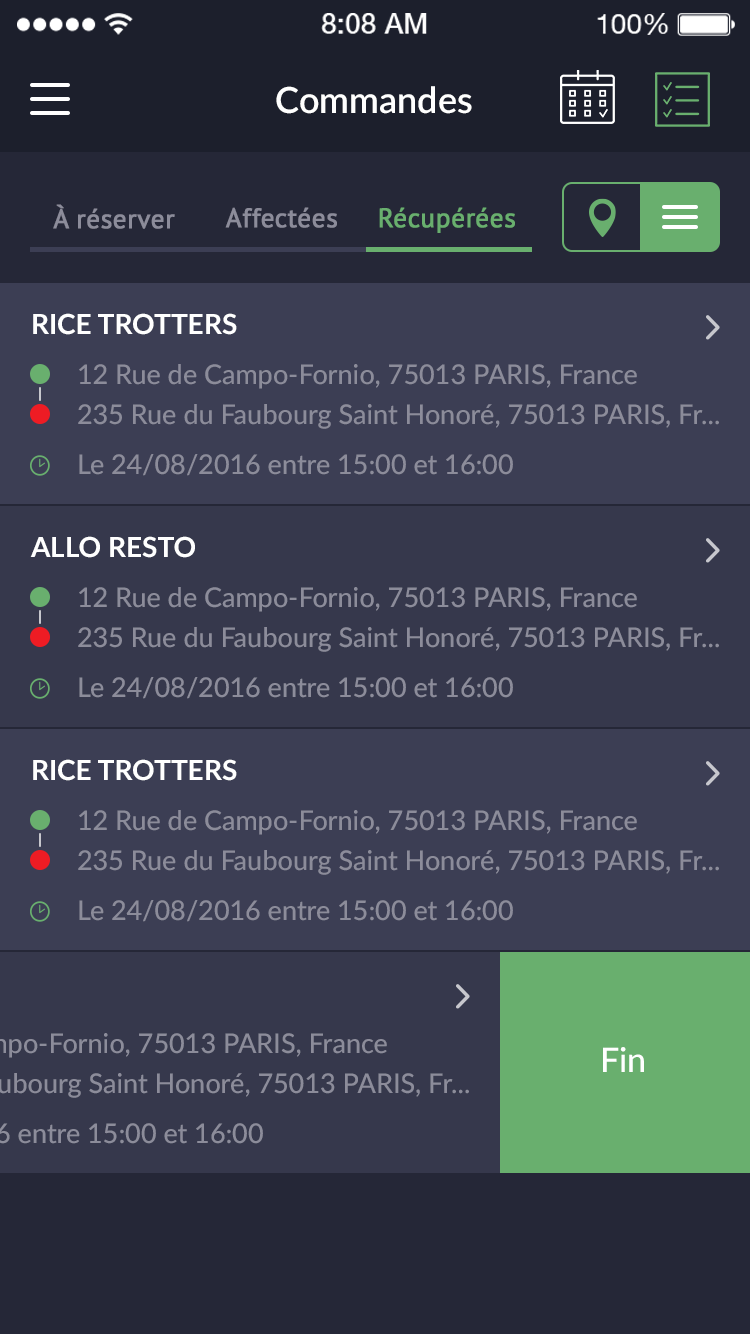 8:08 AM 100%
Commandes
À réserver Affectées Récupérées
RICE TROTTERS
12 Rue de Campo-Fornio, 75013 PARIS, France
235 Rue du Faubourg Saint Honoré, 75013 PARIS, Fr...
Le 24/08/2016 entre 15:00 et 16:00
ALLO RESTO
12 Rue de Campo-Fornio, 75013 PARIS, France
235 Rue du Faubourg Saint Honoré, 75013 PARIS, Fr...
Le 24/08/2016 entre 15:00 et 16:00
RICE TROTTERS
12 Rue de Campo-Fornio, 75013 PARIS, France
235 Rue du Faubourg Saint Honoré, 75013 PARIS, Fr...
Le 24/08/2016 entre 15:00 et 16:00
mpo-Fornio, 75013 PARIS, France
ubourg Saint Honoré, 75013 PARIS, Fr...
6 entre 15:00 et 16:00
Fin